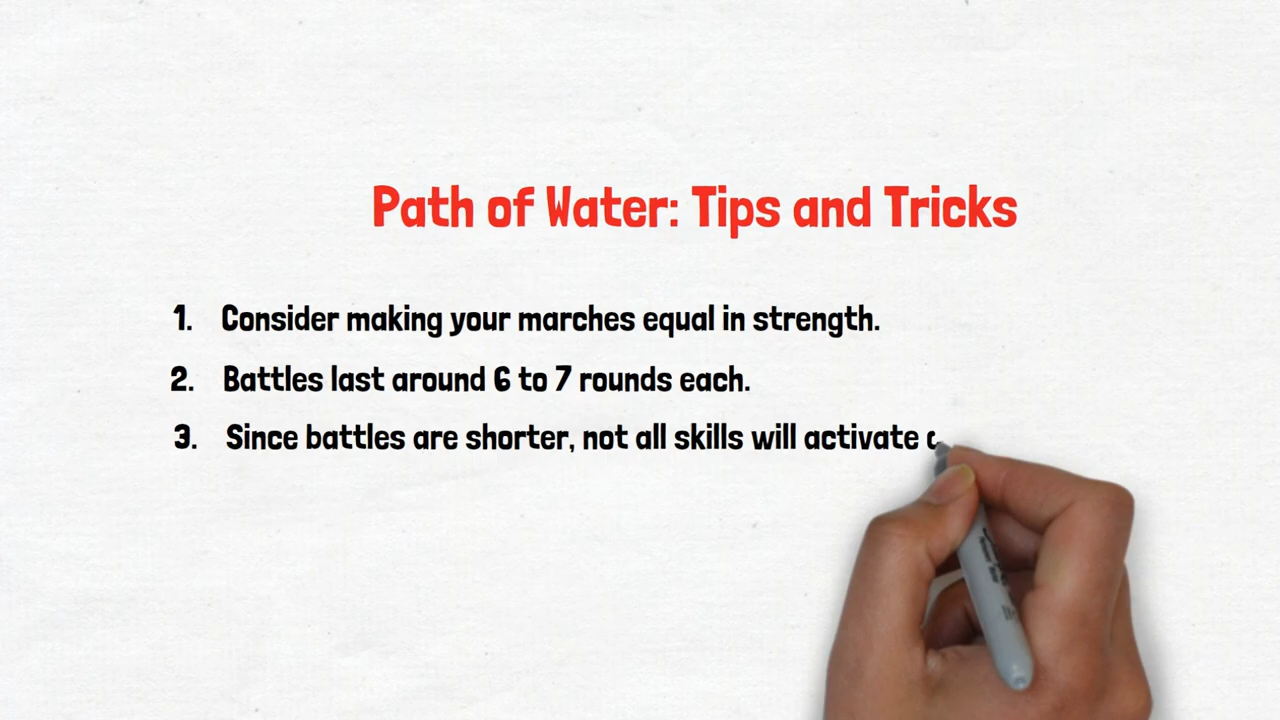 Path of Water: Tips and Tricks
1. Consider making your marches equal in strength.
2. Battles last around 6 to 7 rounds each.
3. Since battles are shorter, not all skills will activate